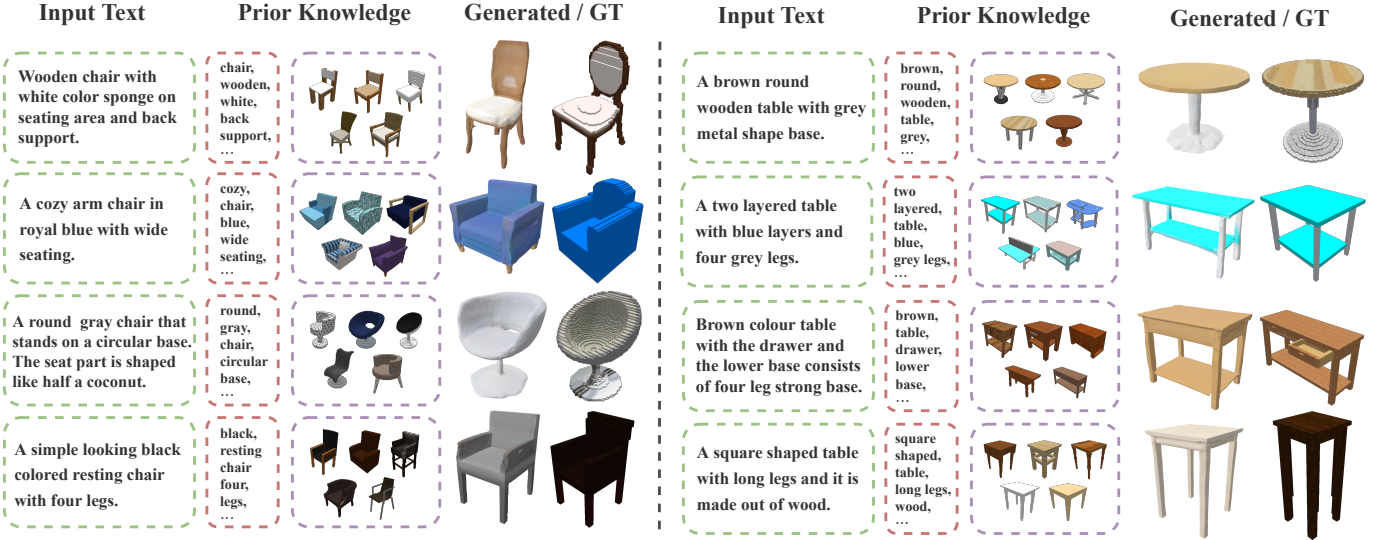 Input Text
Prior Knowledge
Generated / GT
Wooden chair with
white color sponge on
seating area and back
support.
chair,
wooden,
white,
back
support,
...
A cozy arm chair in
royal blue with wide
seating.
cozy,
chair,
blue,
wide
seating,
...
A round gray chair that
stands on a circular base.
The seat part is shaped
like half a coconut.
round,
gray,
chair,
circular
base,
...
A simple looking black
colored resting chair
with four legs.
black,
resting
chair
four,
legs,
...
Input Text
Prior Knowledge
Generated / GT
A brown round
wooden table with grey
metal shape base.
brown,
round,
wooden,
table,
grey,
...
A two layered table
with blue layers and
four grey legs.
two
layered,
table,
blue,
grey legs,
...
Brown colour table
with the drawer and
the lower base consists
of four leg strong base.
brown,
table,
drawer,
lower
base,
...
A square shaped table
with long legs and it is
made out of wood.
square
shaped,
table,
long legs,
wood,
...